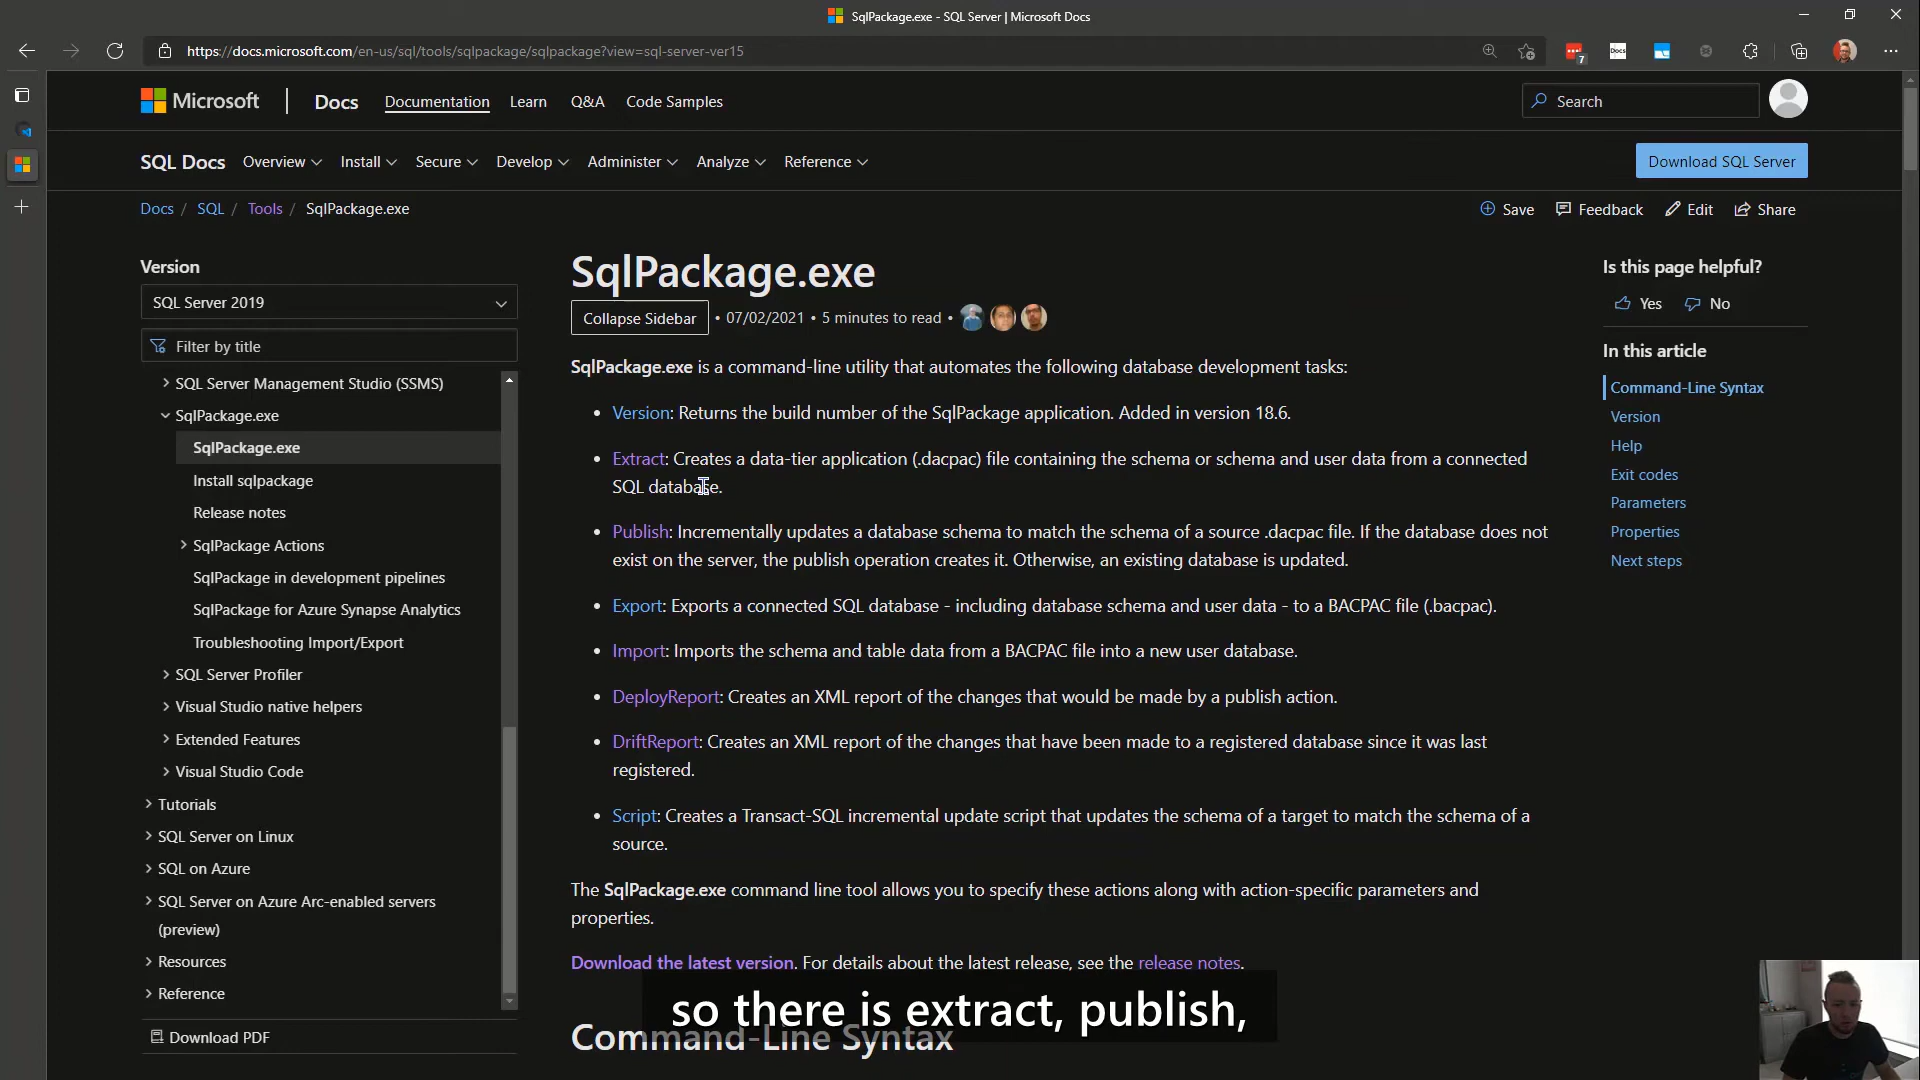 SqlPackage.exe - SQL Server | Microsoft Docs
https://docs.microsoft.com/en-us/sql/tools/sqlpackage/sqlpackage?view=sql-server-ver15
7
Docs
Microsoft
Docs
Documentation
Learn
Q&A
Code Samples
Search
SQL Docs
Overview
Install
Secure
Develop
Administer
Analyze
Reference
Download SQL Server
Docs / SQL / Tools / SqlPackage.exe
Save
Feedback
Edit
Share
Version
SQL Server 2019
Filter by title
SQL Server Management Studio (SSMS)
SqlPackage.exe
SqlPackage.exe
Install sqlpackage
Release notes
SqlPackage Actions
SqlPackage in development pipelines
SqlPackage for Azure Synapse Analytics
Troubleshooting Import/Export
SQL Server Profiler
Visual Studio native helpers
Extended Features
Visual Studio Code
Tutorials
SQL Server on Linux
SQL on Azure
SQL Server on Azure Arc-enabled servers
(preview)
Resources
Reference
Download PDF
SqlPackage.exe
Collapse Sidebar • 07/02/2021 • 5 minutes to read •
SqlPackage.exe is a command-line utility that automates the following database development tasks:
• Version: Returns the build number of the SqlPackage application. Added in version 18.6.
• Extract: Creates a data-tier application (.dacpac) file containing the schema or schema and user data from a connected
SQL database.
• Publish: Incrementally updates a database schema to match the schema of a source .dacpac file. If the database does not
exist on the server, the publish operation creates it. Otherwise, an existing database is updated.
• Export: Exports a connected SQL database - including database schema and user data - to a BACPAC file (.bacpac).
• Import: Imports the schema and table data from a BACPAC file into a new user database.
• DeployReport: Creates an XML report of the changes that would be made by a publish action.
• DriftReport: Creates an XML report of the changes that have been made to a registered database since it was last
registered.
• Script: Creates a Transact-SQL incremental update script that updates the schema of a target to match the schema of a
source.
The SqlPackage.exe command line tool allows you to specify these actions along with action-specific parameters and
properties.
Download the latest version. For details about the latest release, see the release notes.
so there is extract, publish,
Command-Line Syntax
Is this page helpful?
Yes
No
In this article
Command-Line Syntax
Version
Help
Exit codes
Parameters
Properties
Next steps